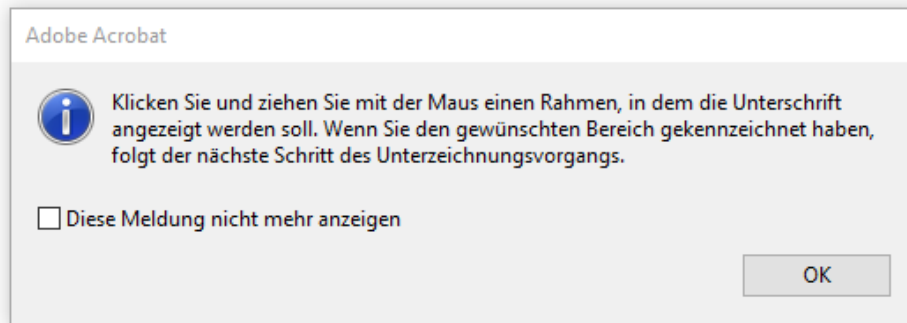 Adobe Acrobat
Klicken Sie und ziehen Sie mit der Maus einen Rahmen, in dem die Unterschrift
angezeigt werden soll. Wenn Sie den gewünschten Bereich gekennzeichnet haben,
folgt der nächste Schritt des Unterzeichnungsvorgangs.
Diese Meldung nicht mehr anzeigen
OK